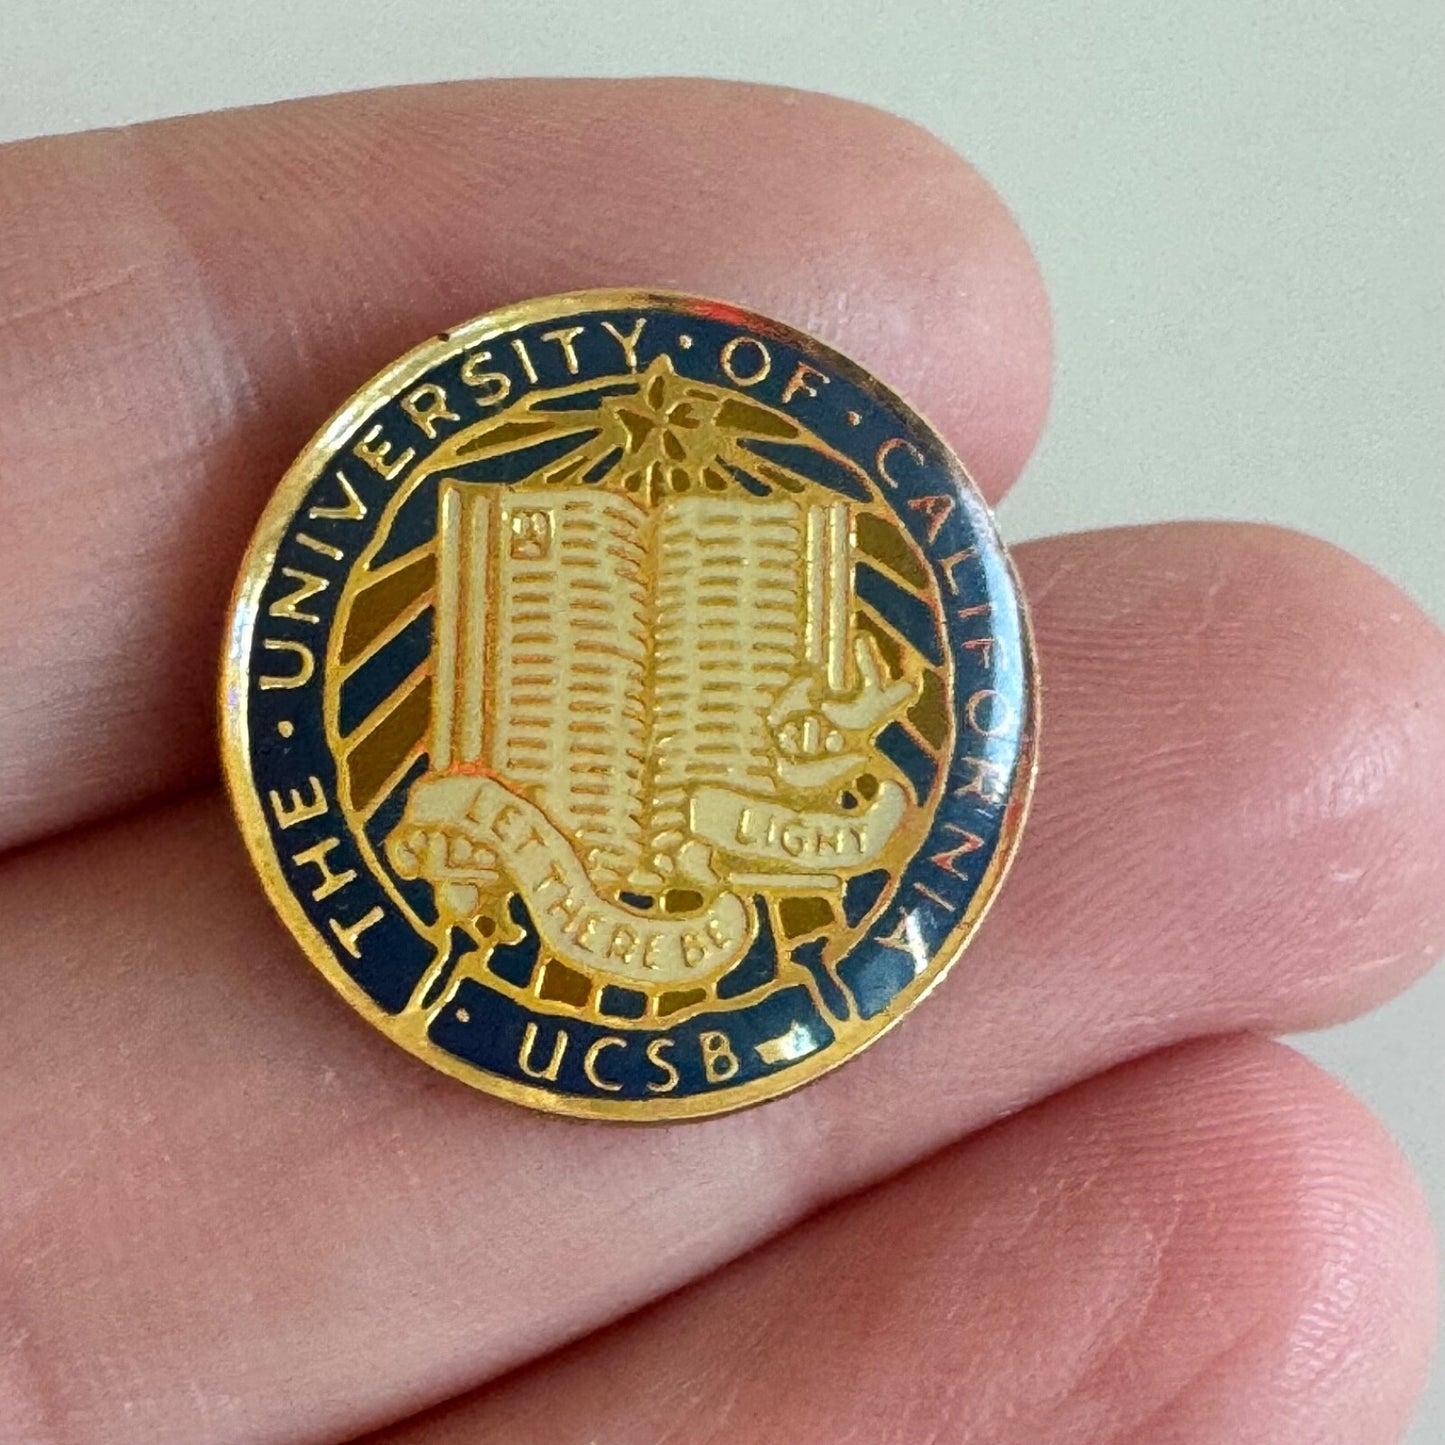 THE · UNIVERSITY · OF · CALIFORNIA
LET THERE BE
LIGHT
· UCSB